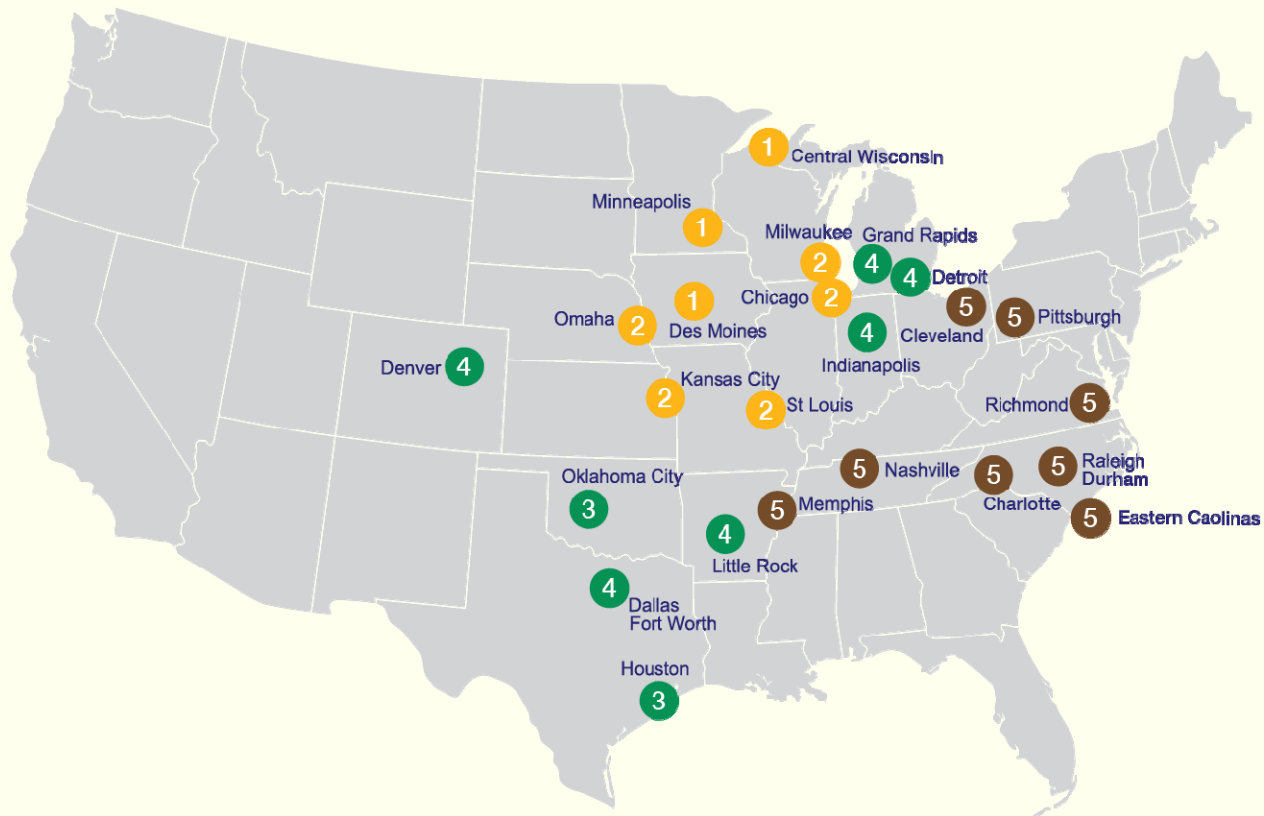 1 Central Wisconsin
Minneapolis
1
Milwaukee
2
Grand Rapids
4
4 Detroit
Chicago 2
1
Des Moines
Omaha 2
5
Cleveland
5 Pittsburgh
4
Indianapolis
Denver 4
Kansas City
2
2 St Louis
Richmond 5
5 Nashville
5
Charlotte
5 Raleigh
Durham
Oklahoma City
3
5 Memphis
5 Eastern Caolinas
4
Little Rock
4
Dallas
Fort Worth
Houston
3